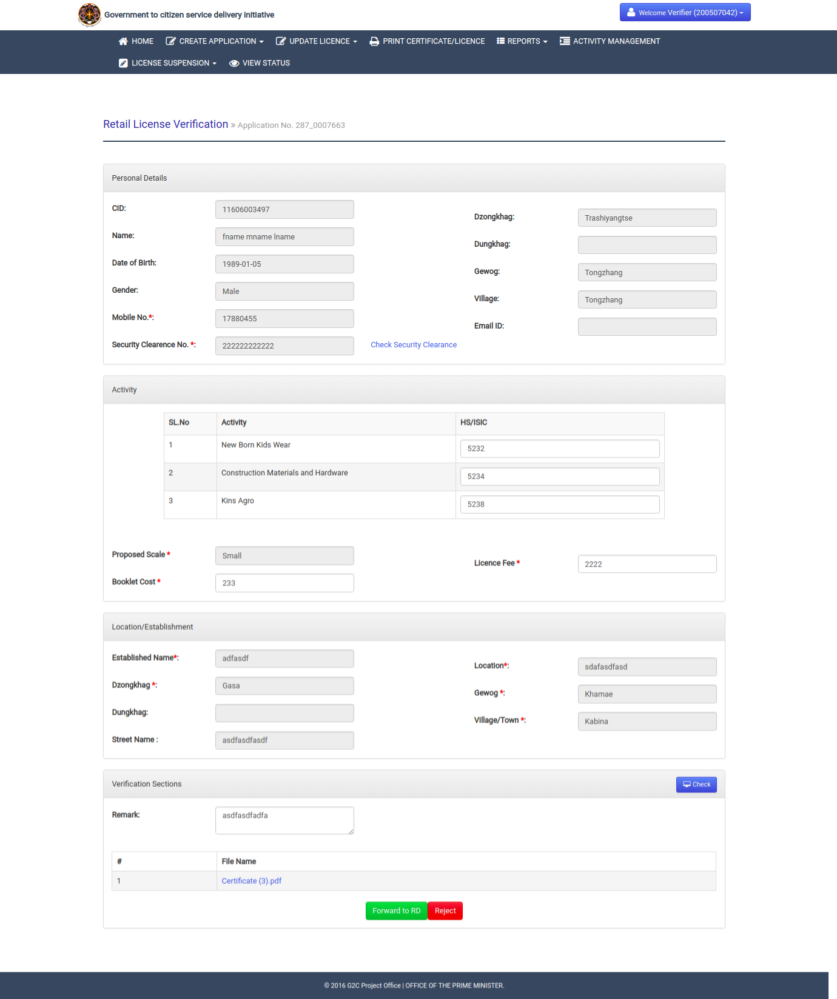 Government to citizen service delivery initiative
Welcome Verifier (200507042)
HOME CREATE APPLICATION UPDATE LICENCE PRINT CERTIFICATE/LICENCE REPORTS ACTIVITY MANAGEMENT
LICENSE SUSPENSION VIEW STATUS
Retail License Verification » Application No. 287_0007663
Personal Details
CID: 11606003497
Dzongkhag: Trashiyangtse
Name: fname mname lname
Dungkhag:
Date of Birth: 1989-01-05
Gewog: Tongzhang
Gender: Male
Village: Tongzhang
Mobile No.*: 17880455
Email ID:
Security Clearence No. *: 222222222222 Check Security Clearance
Activity
SL.No Activity HS/ISIC
1 New Born Kids Wear 5232
2 Construction Materials and Hardware 5234
3 Kins Agro 5238
Proposed Scale * Small
Licence Fee * 2222
Booklet Cost * 233
Location/Establishment
Established Name*: adfasdf
Location*: sdafasdfasd
Dzongkhag *: Gasa
Gewog *: Khamae
Dungkhag:
Village/Town *: Kabina
Street Name : asdfasdfasdf
Verification Sections Check
Remark: asdfasdfadfa
# File Name
1 Certificate (3).pdf
Forward to RD Reject
© 2016 G2C Project Office | OFFICE OF THE PRIME MINISTER.